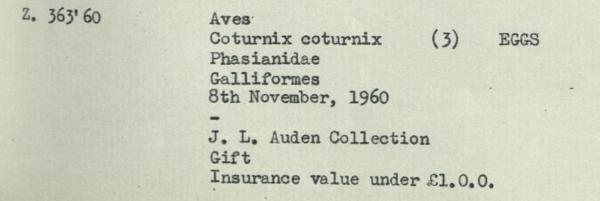 Z. 363'60 Aves
Coturnix coturnix (3) EGGS
Phasianidae
Galliformes
8th November, 1960
-
J. L. Auden Collection
Gift
Insurance value under £1.0.0.